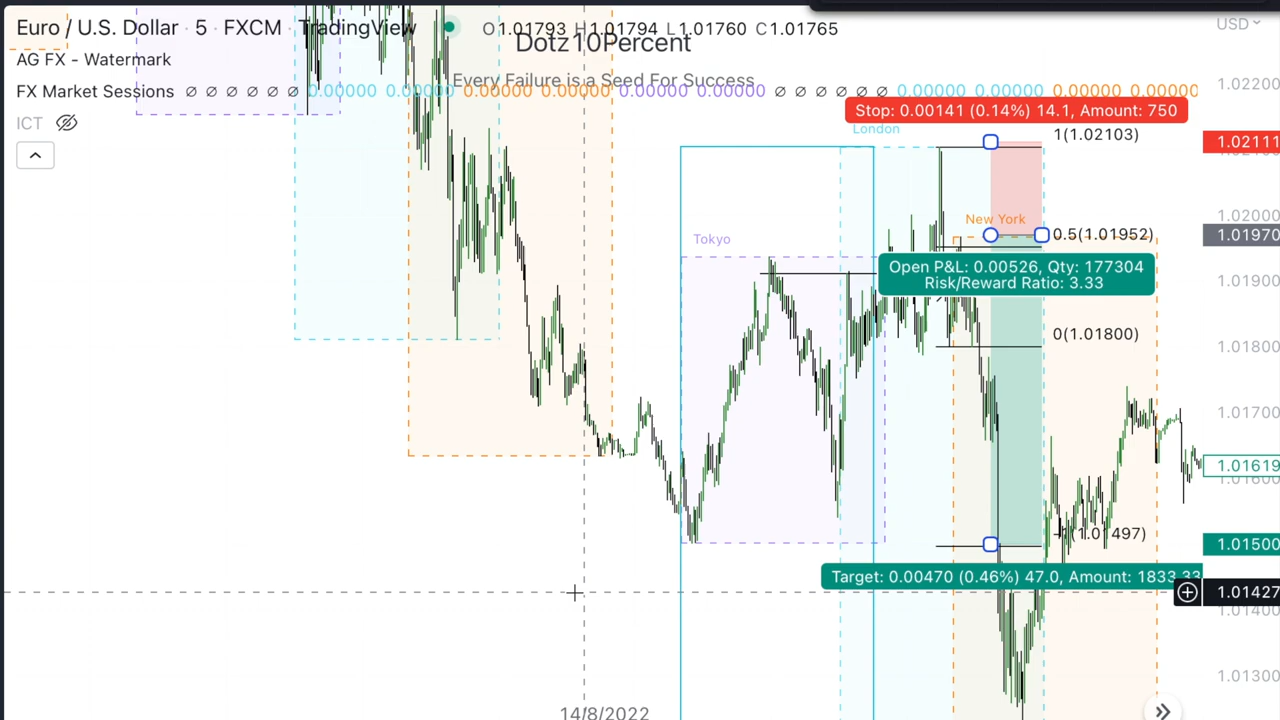 Euro / U.S. Dollar · 5 · FXCM · TradingView O1.01793 H1.01794 L1.01760 C1.01765
USD
Dotz10Percent
AG FX - Watermark
Every Failure is a Seed For Success
FX Market Sessions ∅ ∅ ∅ ∅ ∅ ∅ 0.00000 0.00000 0.00000 0.00000 0.00000 0.00000 ∅ ∅ ∅ ∅ ∅ ∅ 0.00000 0.00000 0.00000 0.00000
1.02200
Stop: 0.00141 (0.14%) 14.1, Amount: 750
ICT
London
1(1.02103)
1.02111
New York
1.02000
Tokyo
0.5(1.01952)
1.01970
Open P&L: 0.00526, Qty: 177304
Risk/Reward Ratio: 3.33
1.01900
0(1.01800)
1.01800
1.01700
1.01619
1.01600
-1(1.01497)
1.01500
Target: 0.00470 (0.46%) 47.0, Amount: 1833.33
1.01427
1.01400
1.01300
14/8/2022